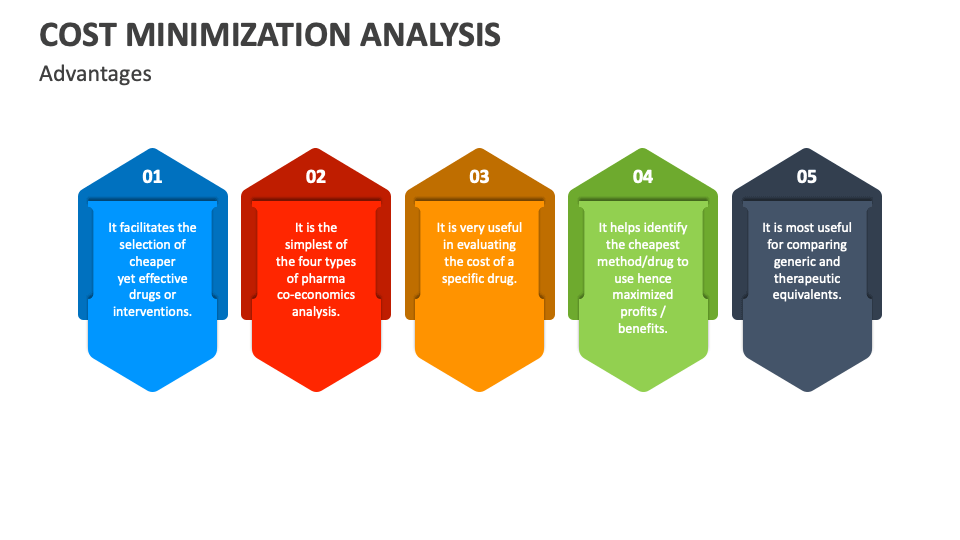 COST MINIMIZATION ANALYSIS
Advantages
01
It facilitates the
selection of
cheaper
yet effective
drugs or
interventions.
02
It is the
simplest of
the four types
of pharma
co-economics
analysis.
03
It is very useful
in evaluating
the cost of a
specific drug.
04
It helps identify
the cheapest
method/drug to
use hence
maximized
profits /
benefits.
05
It is most useful
for comparing
generic and
therapeutic
equivalents.